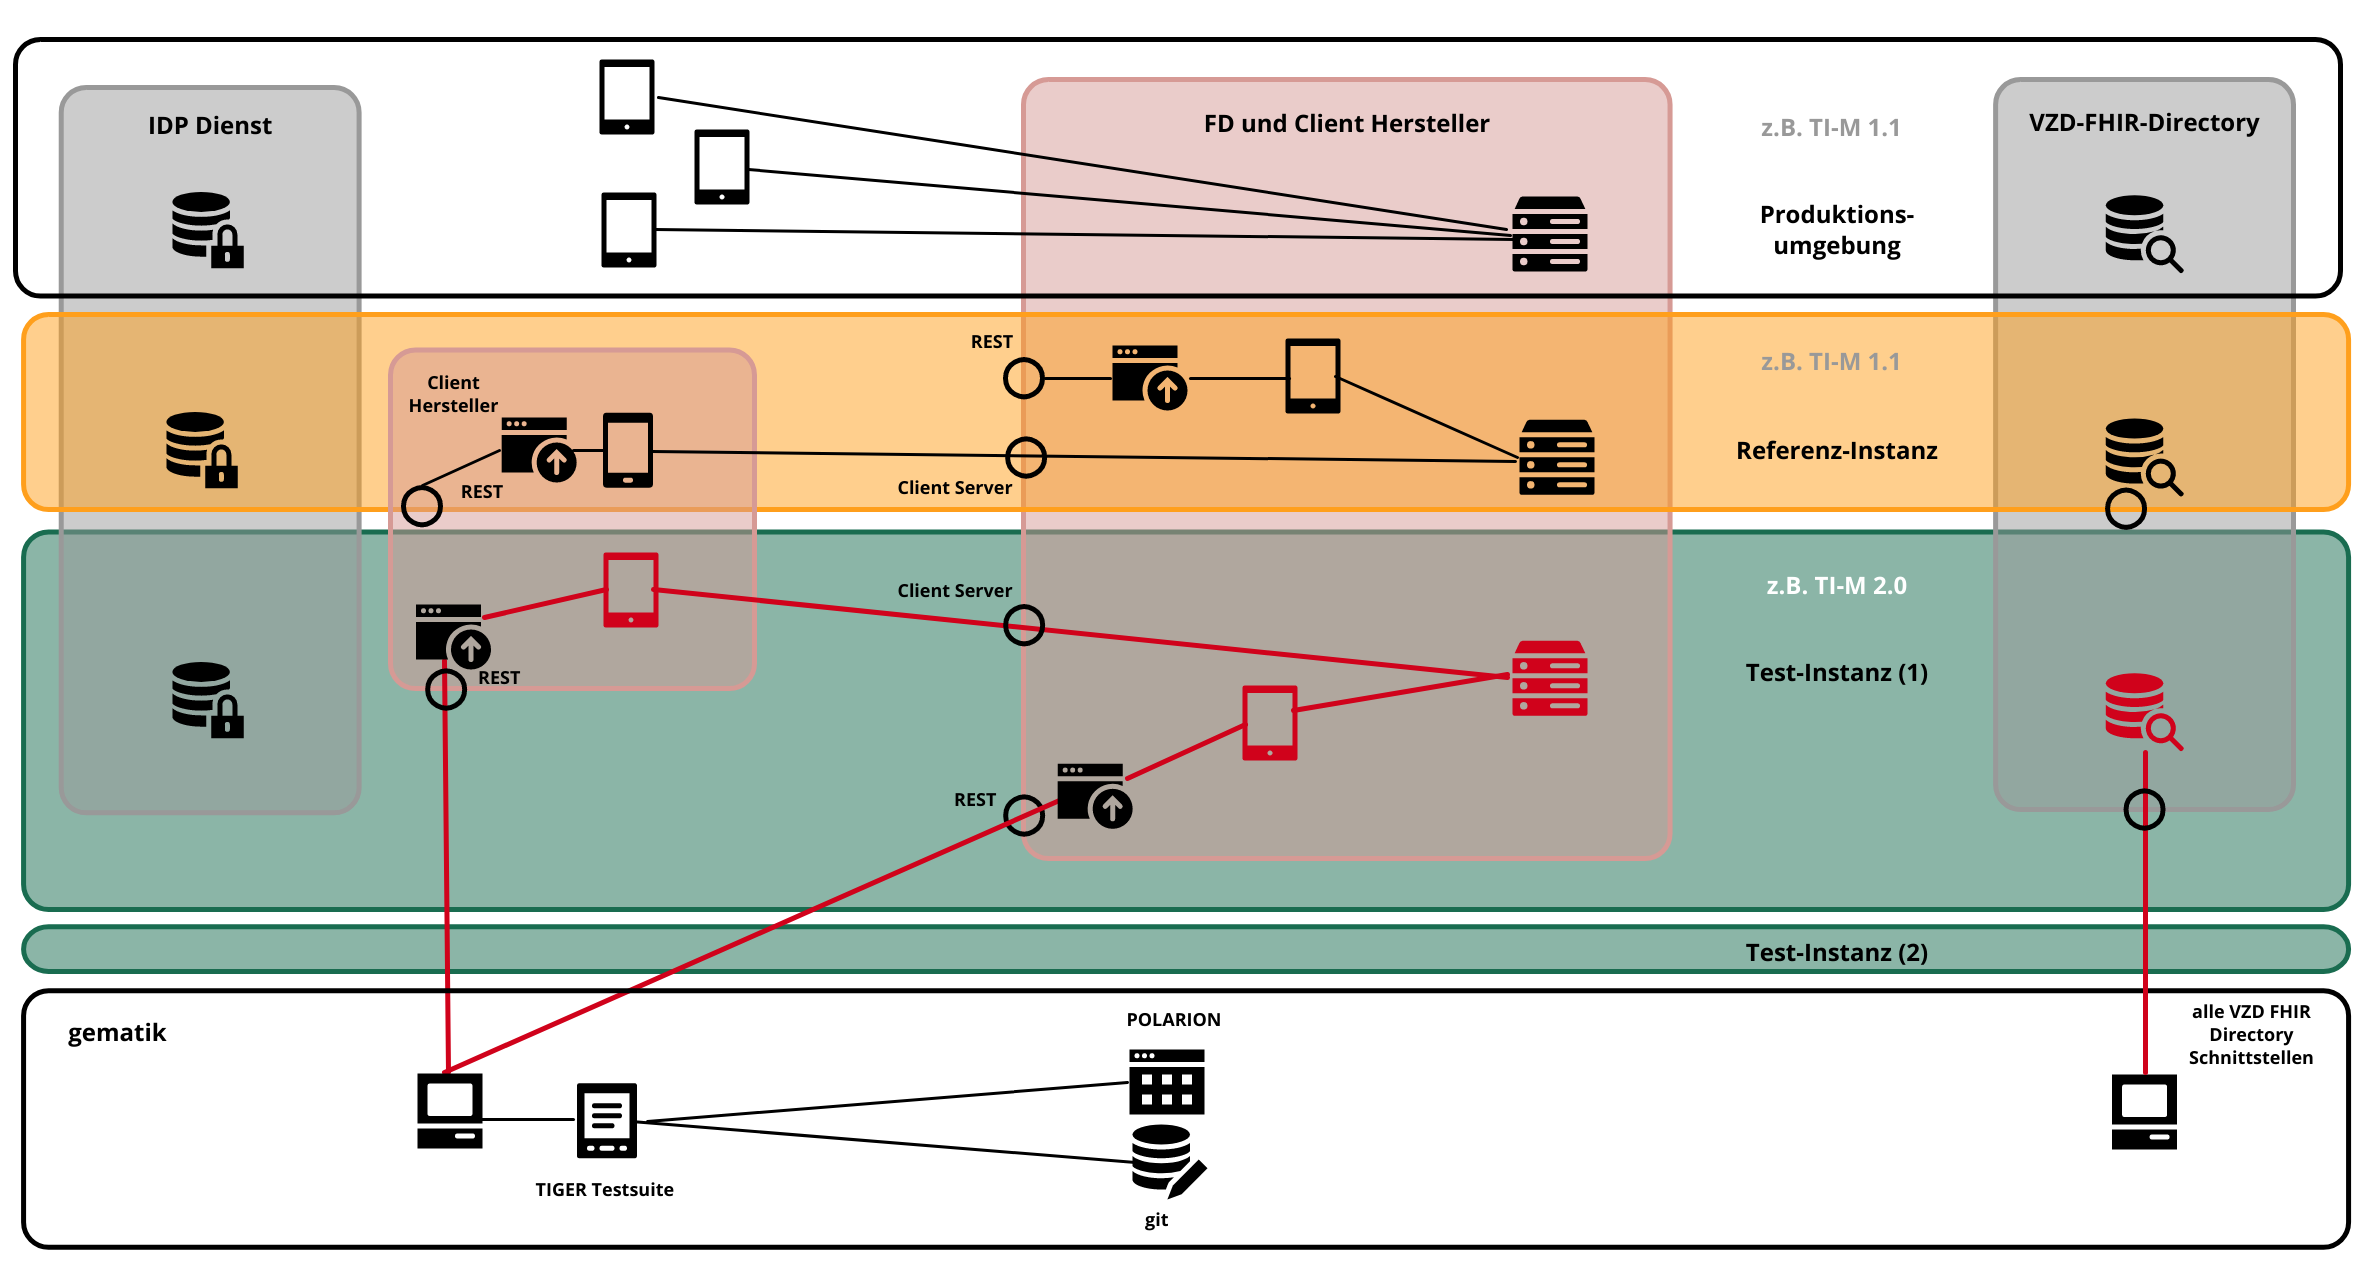 IDP Dienst
FD und Client Hersteller
z.B. TI-M 1.1
VZD-FHIR-Directory
Produktions-
umgebung
REST
z.B. TI-M 1.1
Client
Hersteller
Referenz-Instanz
REST
Client Server
Client Server
z.B. TI-M 2.0
REST
Test-Instanz (1)
REST
Test-Instanz (2)
gematik
POLARION
alle VZD FHIR
Directory
Schnittstellen
TIGER Testsuite
git